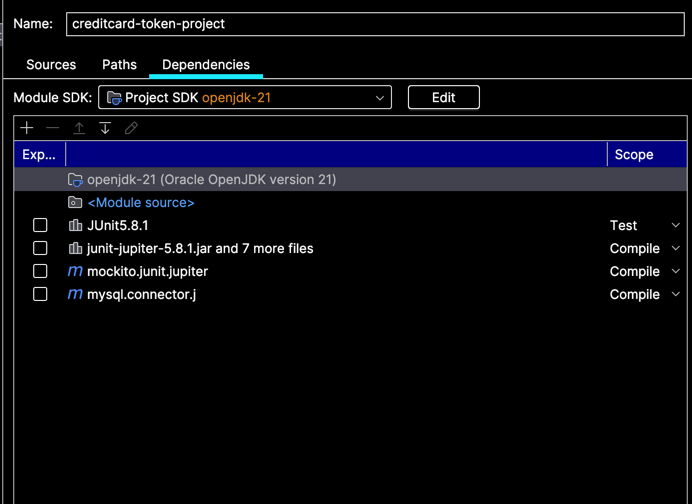 Name: creditcard-token-project
Sources Paths Dependencies
Module SDK: Project SDK openjdk-21 Edit
Exp... Scope
openjdk-21 (Oracle OpenJDK version 21)
<Module source>
JUnit5.8.1 Test
junit-jupiter-5.8.1.jar and 7 more files Compile
m mockito.junit.jupiter Compile
m mysql.connector.j Compile